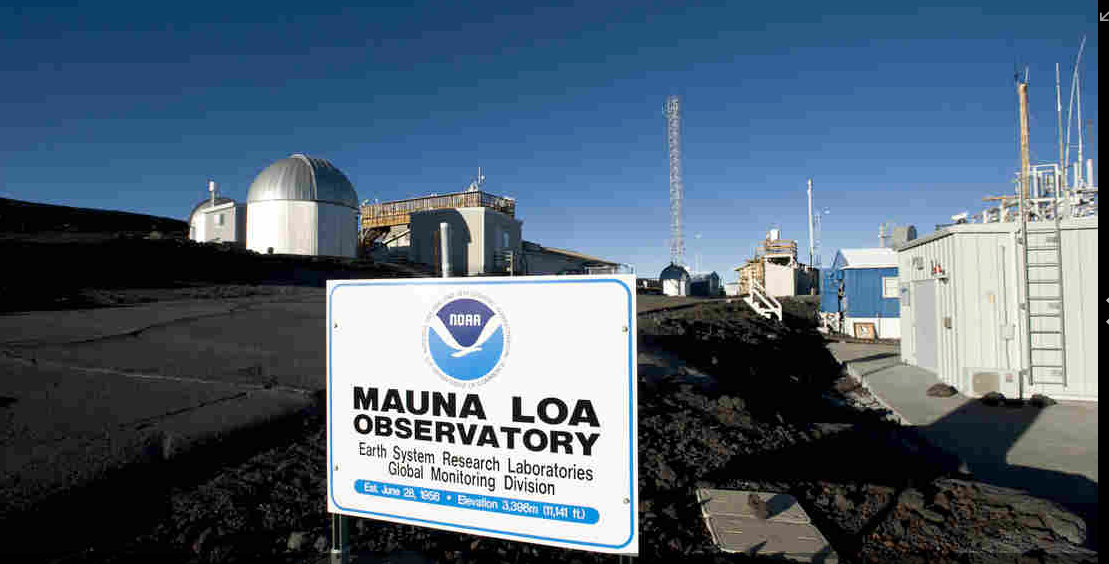 NOAA
MAUNA LOA
OBSERVATORY
Earth System Research Laboratories
Global Monitoring Division
Est. June 28, 1956 • Elevation 3,396m (11,141 ft.)